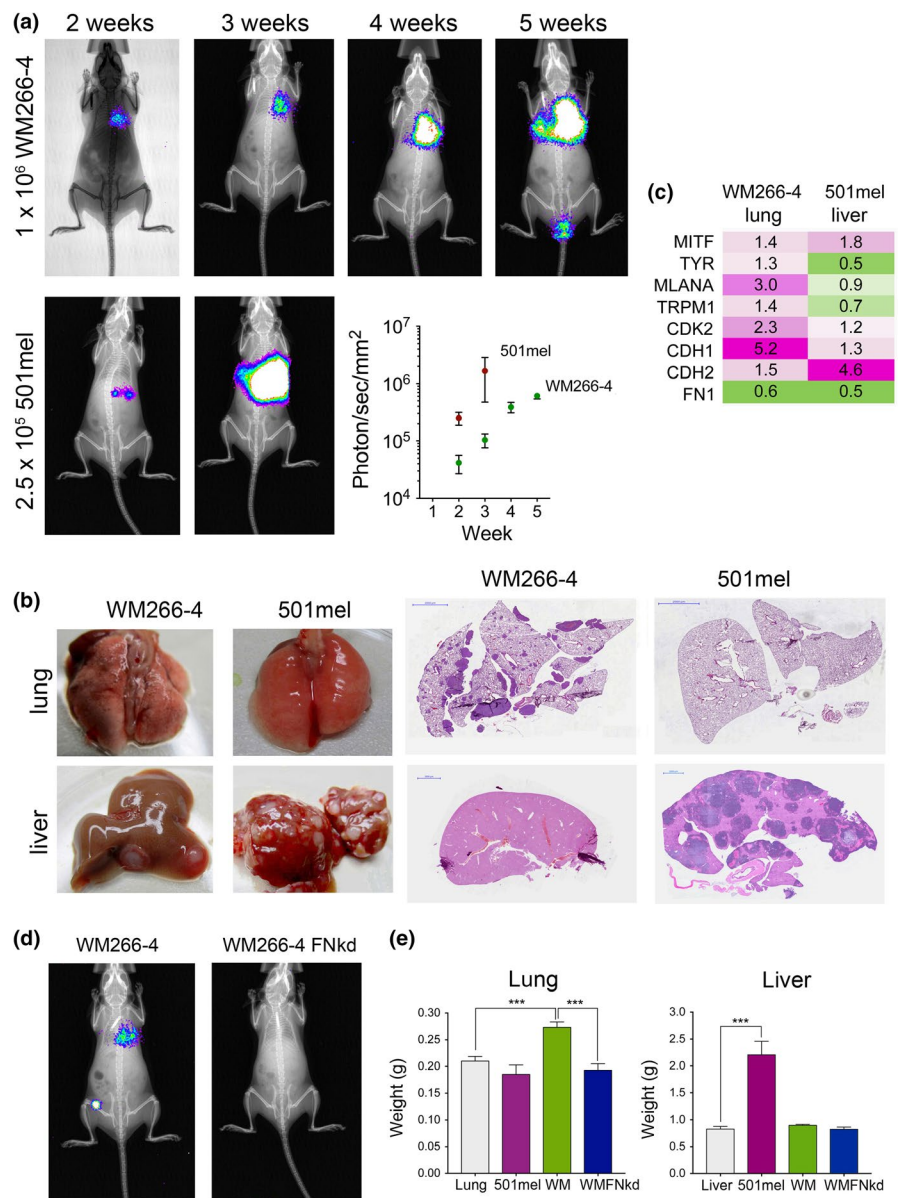 (a)
2 weeks 3 weeks 4 weeks 5 weeks
1 x 10⁶ WM266-4
2.5 x 10⁵ 501mel
10⁷
10⁶
10⁵
10⁴
Photon/sec/mm²
501mel
WM266-4
1 2 3 4 5
Week
(c)
WM266-4 501mel
lung liver
MITF 1.4 1.8
TYR 1.3 0.5
MLANA 3.0 0.9
TRPM1 1.4 0.7
CDK2 2.3 1.2
CDH1 5.2 1.3
CDH2 1.5 4.6
FN1 0.6 0.5
(b)
WM266-4 501mel WM266-4 501mel
lung
liver
(d)
WM266-4 WM266-4 FNkd
(e)
Lung
Weight (g)
0.30
0.25
0.20
0.15
0.10
0.05
0.00
*** ***
Lung 501mel WM WMFNkd
Liver
Weight (g)
3.0
2.0
1.0
0.0
***
Liver 501mel WM WMFNkd